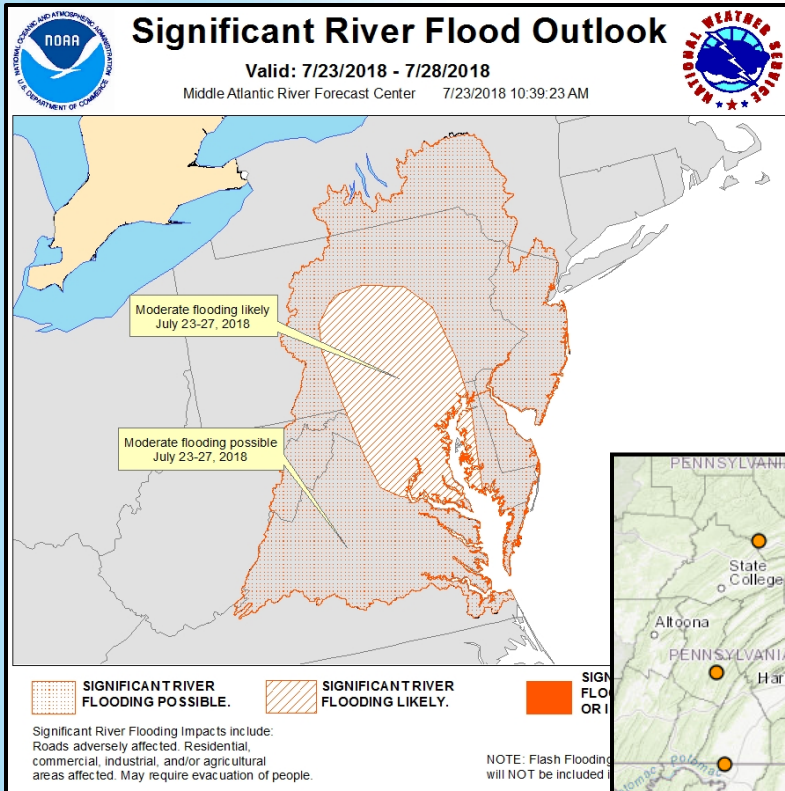 Significant River Flood Outlook
Valid: 7/23/2018 - 7/28/2018
Middle Atlantic River Forecast Center 7/23/2018 10:39:23 AM
NATIONAL OCEANIC AND ATMOSPHERIC ADMINISTRATION
NOAA
U.S. DEPARTMENT OF COMMERCE
NATIONAL WEATHER SERVICE
Moderate flooding likely
July 23-27, 2018
Moderate flooding possible
July 23-27, 2018
SIGNIFICANT RIVER
FLOODING POSSIBLE.
SIGNIFICANT RIVER
FLOODING LIKELY.
SIGN
FLOO
OR I
Significant River Flooding Impacts include:
Roads adversely affected. Residential,
commercial, industrial, and/or agricultural
areas affected. May require evacuation of people.
NOTE: Flash Flooding
will NOT be included i
PENNSYLVANIA
State
College
Altoona
PENNSYLVANIA
Har
Potomac